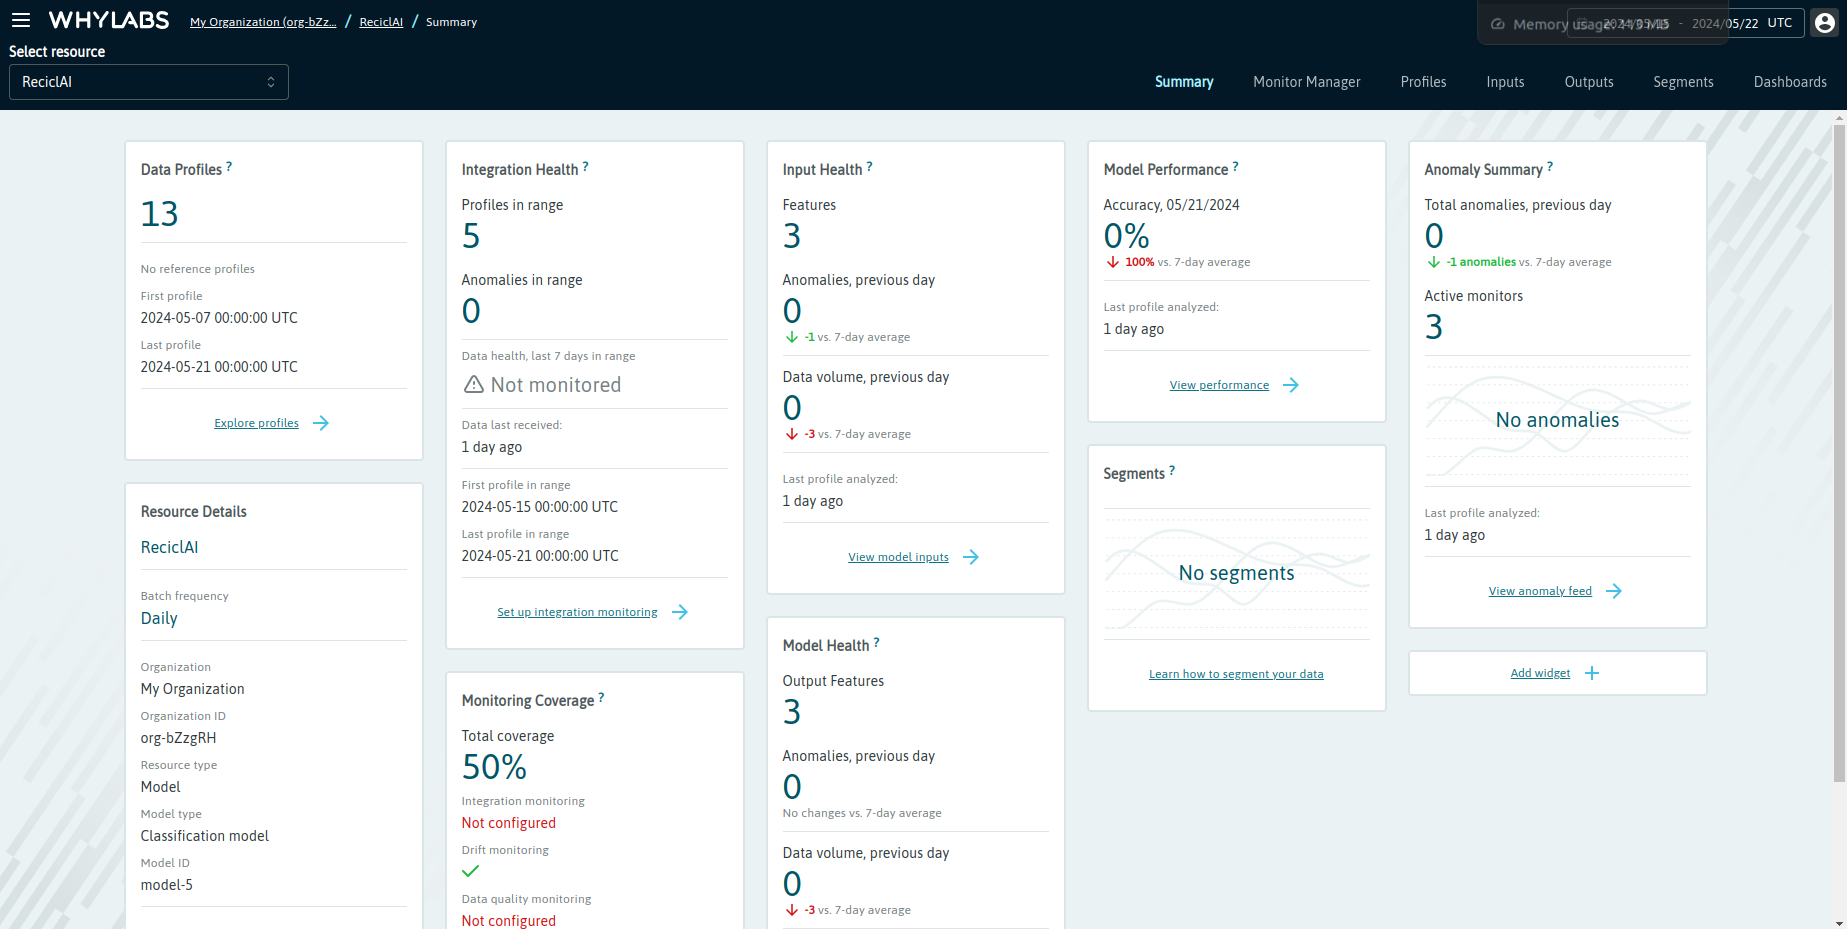 WHYLABS My Organization (org-bZz... / ReciclAI / Summary
Memory usage: 113 MB
2024/05/15 - 2024/05/22 UTC
Select resource
ReciclAI
Summary Monitor Manager Profiles Inputs Outputs Segments Dashboards
Data Profiles ?
13
No reference profiles
First profile
2024-05-07 00:00:00 UTC
Last profile
2024-05-21 00:00:00 UTC
Explore profiles
Resource Details
ReciclAI
Batch frequency
Daily
Organization
My Organization
Organization ID
org-bZzgRH
Resource type
Model
Model type
Classification model
Model ID
model-5
Integration Health ?
Profiles in range
5
Anomalies in range
0
Data health, last 7 days in range
Not monitored
Data last received:
1 day ago
First profile in range
2024-05-15 00:00:00 UTC
Last profile in range
2024-05-21 00:00:00 UTC
Set up integration monitoring
Monitoring Coverage ?
Total coverage
50%
Integration monitoring
Not configured
Drift monitoring
Data quality monitoring
Not configured
Input Health ?
Features
3
Anomalies, previous day
0
-1 vs. 7-day average
Data volume, previous day
0
-3 vs. 7-day average
Last profile analyzed:
1 day ago
View model inputs
Model Health ?
Output Features
3
Anomalies, previous day
0
No changes vs. 7-day average
Data volume, previous day
0
-3 vs. 7-day average
Model Performance ?
Accuracy, 05/21/2024
0%
100% vs. 7-day average
Last profile analyzed:
1 day ago
View performance
Segments ?
No segments
Learn how to segment your data
Anomaly Summary ?
Total anomalies, previous day
0
-1 anomalies vs. 7-day average
Active monitors
3
No anomalies
Last profile analyzed:
1 day ago
View anomaly feed
Add widget